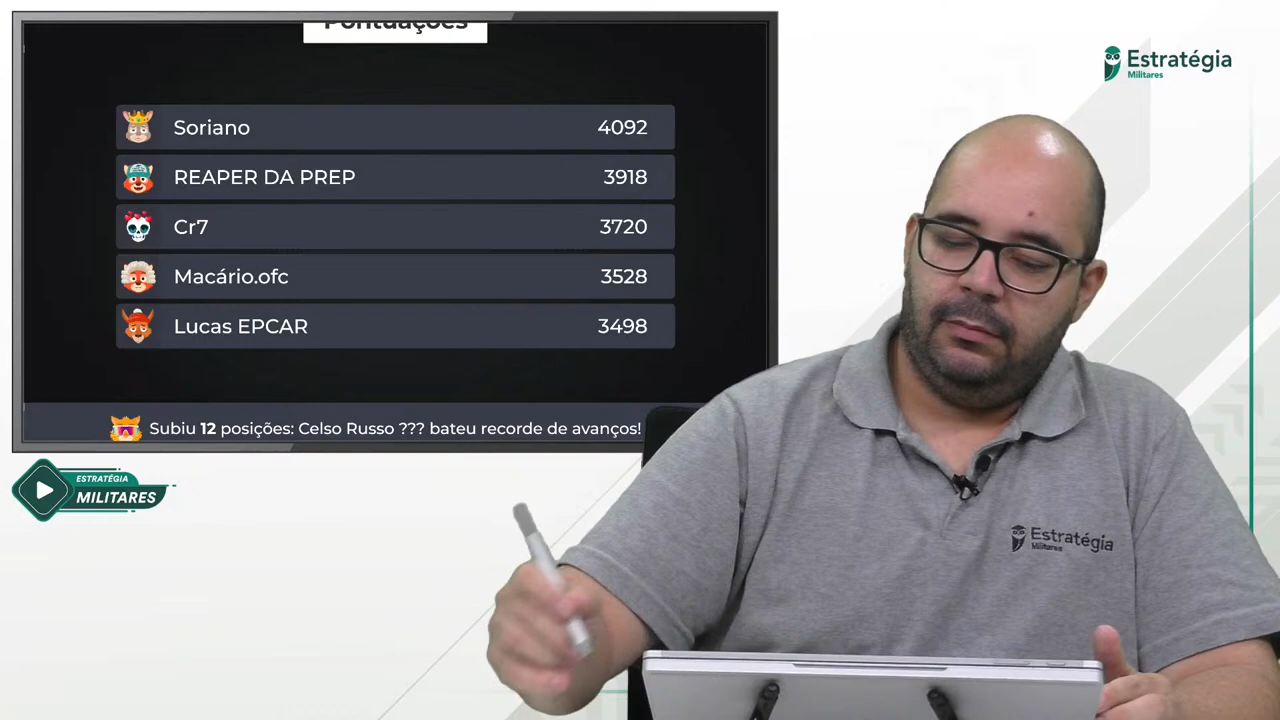 Pontuações
Soriano 4092
REAPER DA PREP 3918
Cr7 3720
Macário.ofc 3528
Lucas EPCAR 3498
Subiu 12 posições: Celso Russo ??? bateu recorde de avanços!
Estratégia
Militares
ESTRATÉGIA
MILITARES
Estratégia
Militares